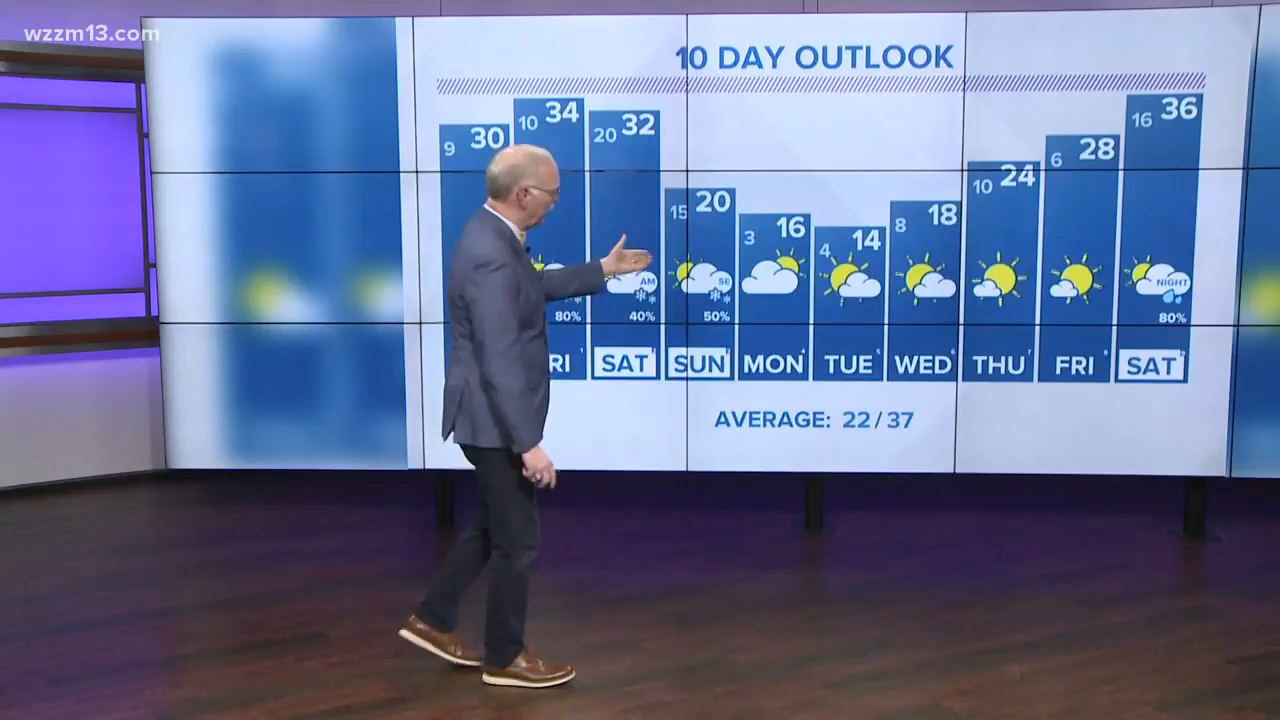 wzzm13.com
10 DAY OUTLOOK
9 30 10 34 20 32 15 20 3 16 4 14 8 18 10 24 6 28 16 36
AM SE NIGHT
80% 40% 50% 80%
RI SAT SUN MON TUE WED THU FRI SAT
AVERAGE: 22/37